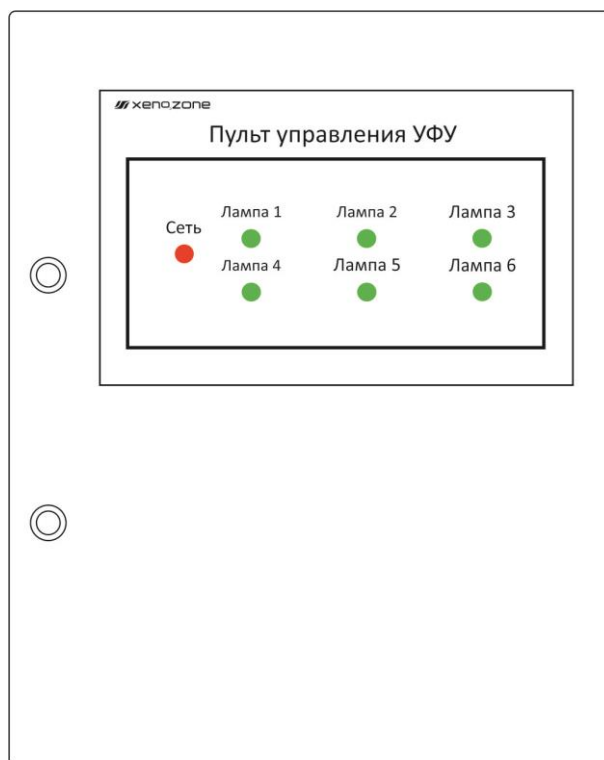 xenozone
Пульт управления УФУ
Лампа 1 Лампа 2 Лампа 3
Сеть
Лампа 4 Лампа 5 Лампа 6